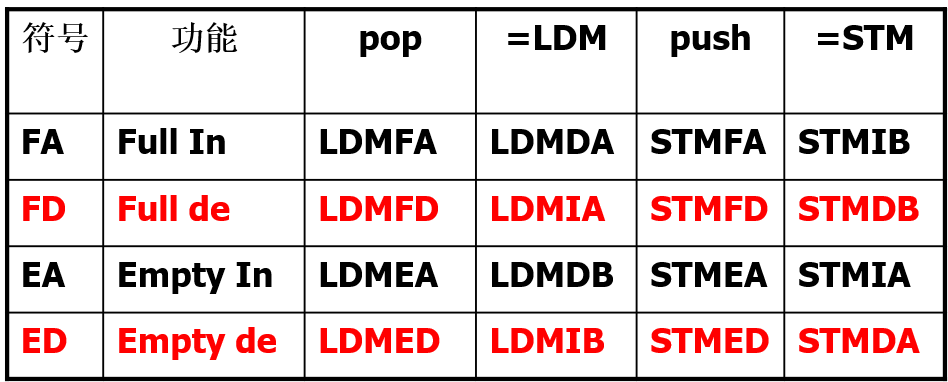 符号 功能 pop =LDM push =STM
FA Full In LDMFA LDMDA STMFA STMIB
FD Full de LDMFD LDMIA STMFD STMDB
EA Empty In LDMEA LDMDB STMEA STMIA
ED Empty de LDMED LDMIB STMED STMDA